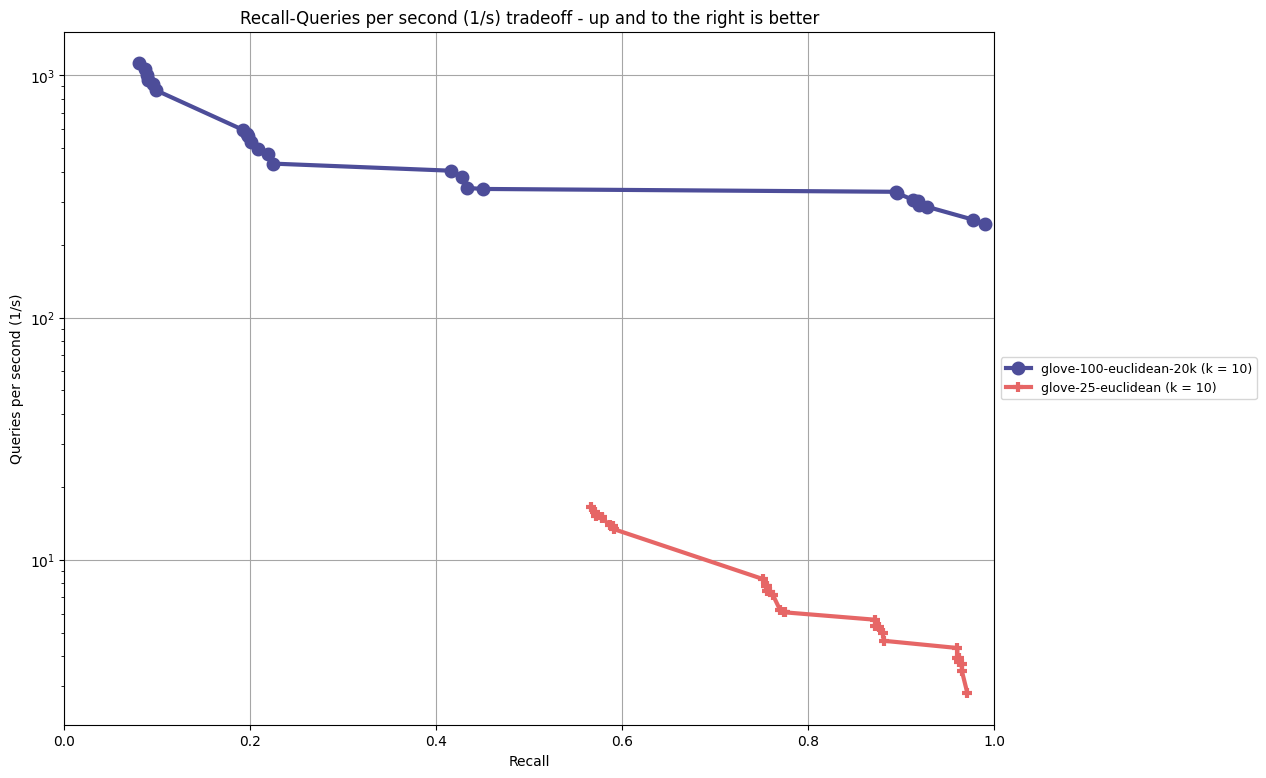 Recall-Queries per second (1/s) tradeoff - up and to the right is better
10³
10²
10¹
Queries per second (1/s)
0.0 0.2 0.4 0.6 0.8 1.0
Recall
glove-100-euclidean-20k (k = 10)
glove-25-euclidean (k = 10)